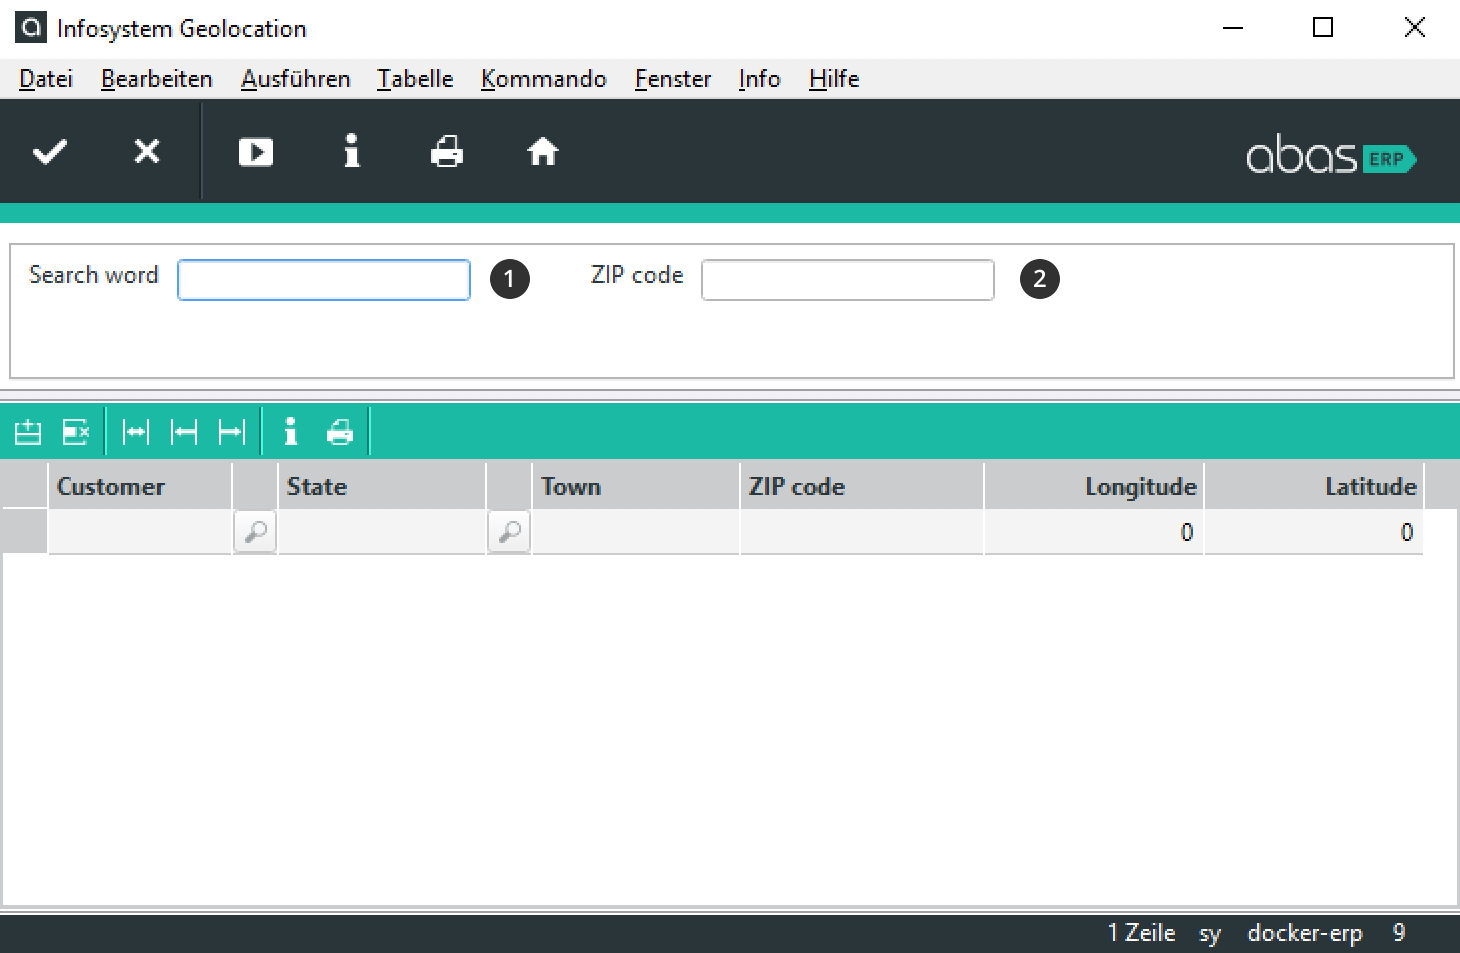 a Infosystem Geolocation
Datei Bearbeiten Ausführen Tabelle Kommando Fenster Info Hilfe
abas ERP
Search word 1 ZIP code 2
Customer State Town ZIP code Longitude Latitude
0 0
1 Zeile sy docker-erp 9